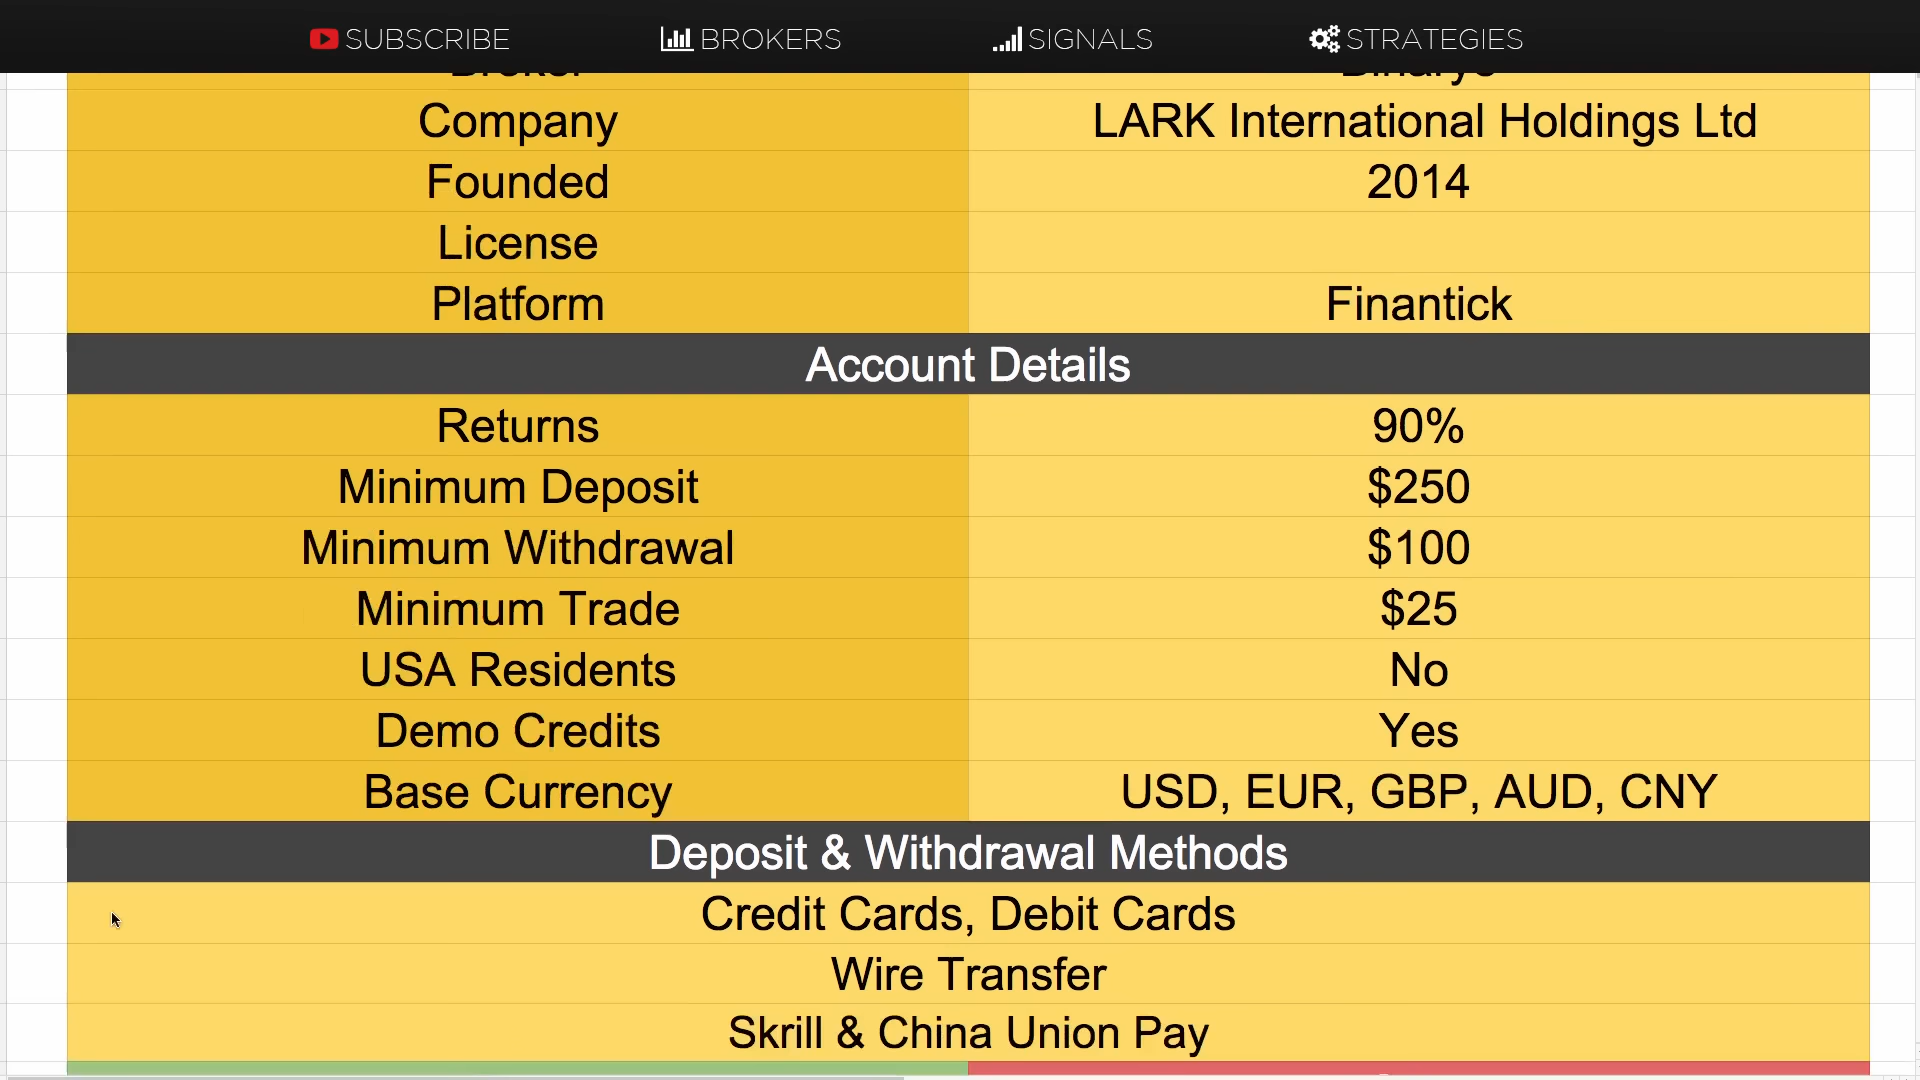 SUBSCRIBE BROKERS SIGNALS STRATEGIES
Company LARK International Holdings Ltd
Founded 2014
License
Platform Finantick
Account Details
Returns 90%
Minimum Deposit $250
Minimum Withdrawal $100
Minimum Trade $25
USA Residents No
Demo Credits Yes
Base Currency USD, EUR, GBP, AUD, CNY
Deposit & Withdrawal Methods
Credit Cards, Debit Cards
Wire Transfer
Skrill & China Union Pay